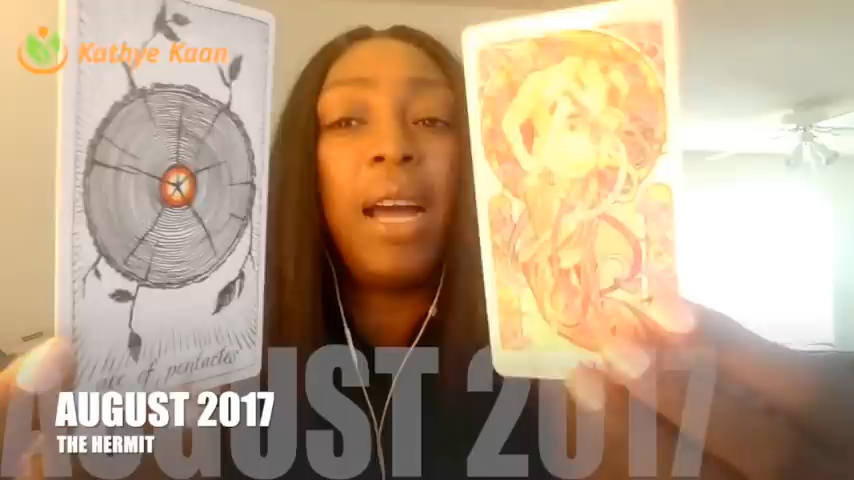 Kathye Kaan
ace of pentacles
AUGUST 2017
AUGUST 2017
THE HERMIT